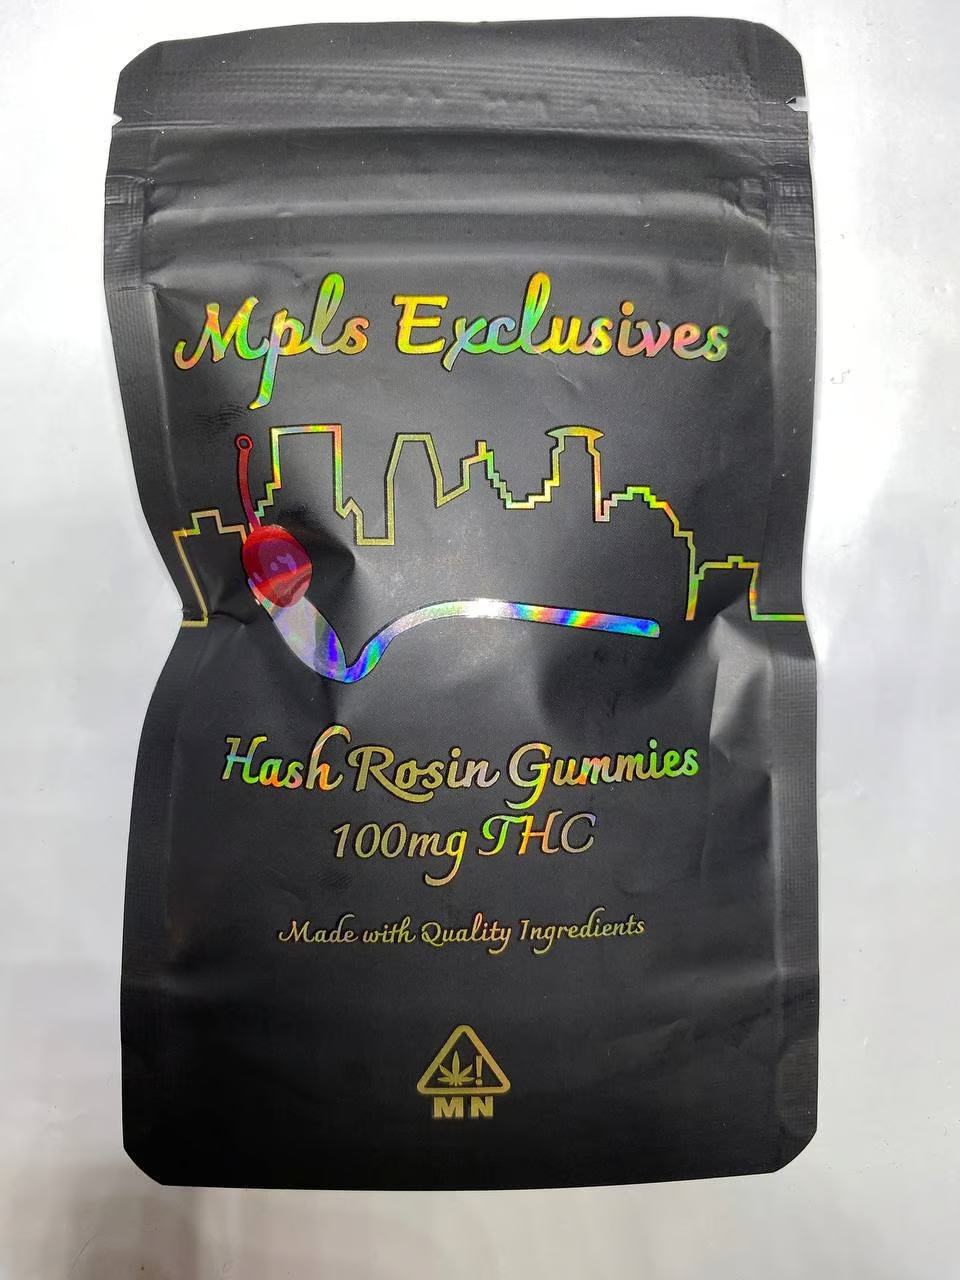 Mpls Exclusives
Hash Rosin Gummies
100mg THC
Made with Quality Ingredients
!
MN